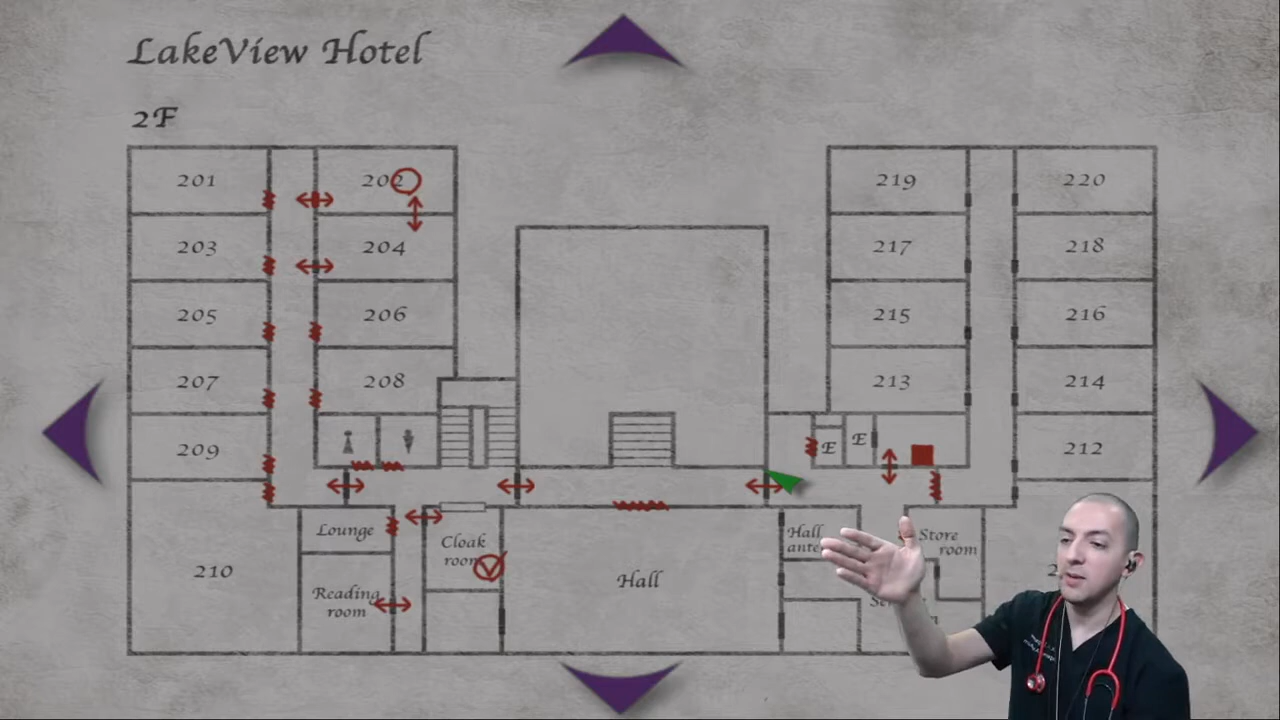 LakeView Hotel
2F
201
202
219
220
203
204
217
218
205
206
215
216
207
208
213
214
209
E
E
212
Lounge
Cloak
room
Hall
Store
room
210
Hall
Reading
room